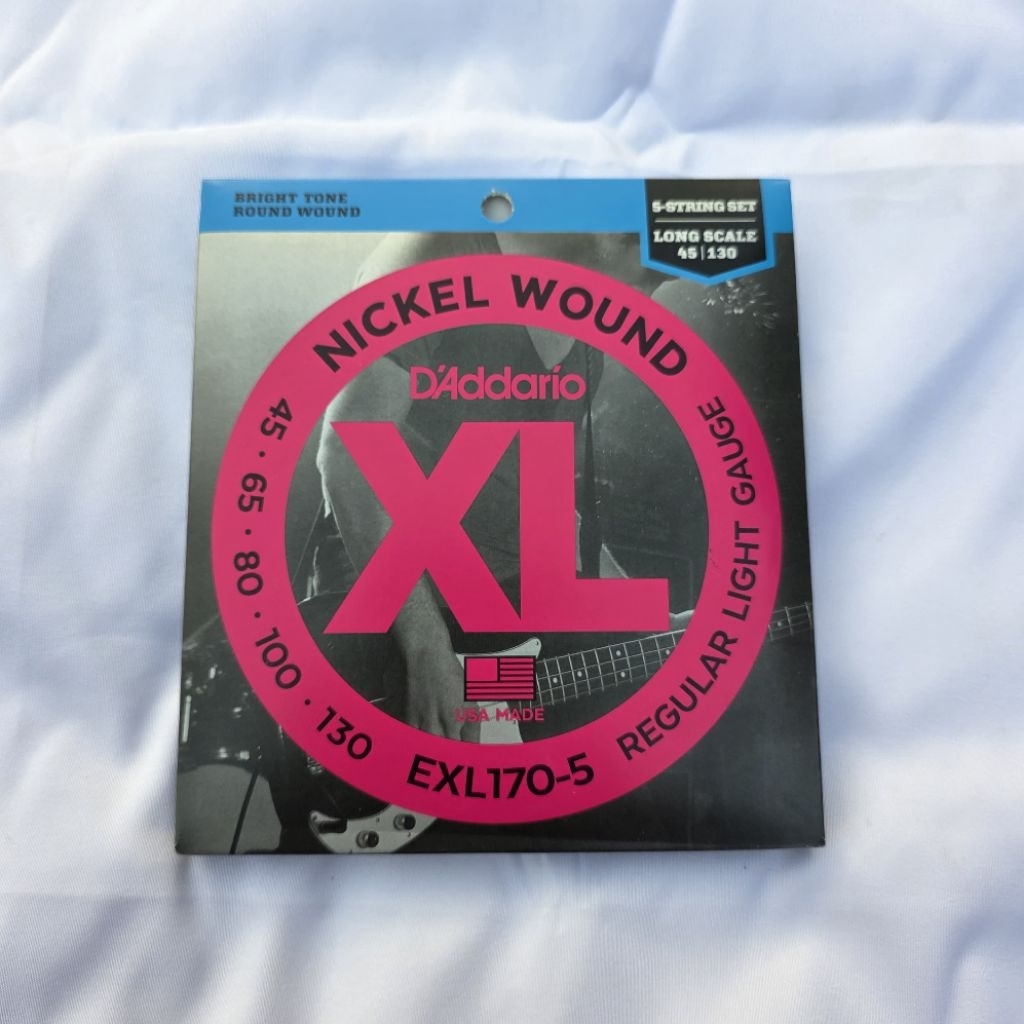 BRIGHT TONE
ROUND WOUND
5-STRING SET
LONG SCALE
45|130
NICKEL WOUND
D'Addario
XL
USA MADE
45 · 65 · 80 · 100 · 130
EXL170-5
REGULAR LIGHT GAUGE